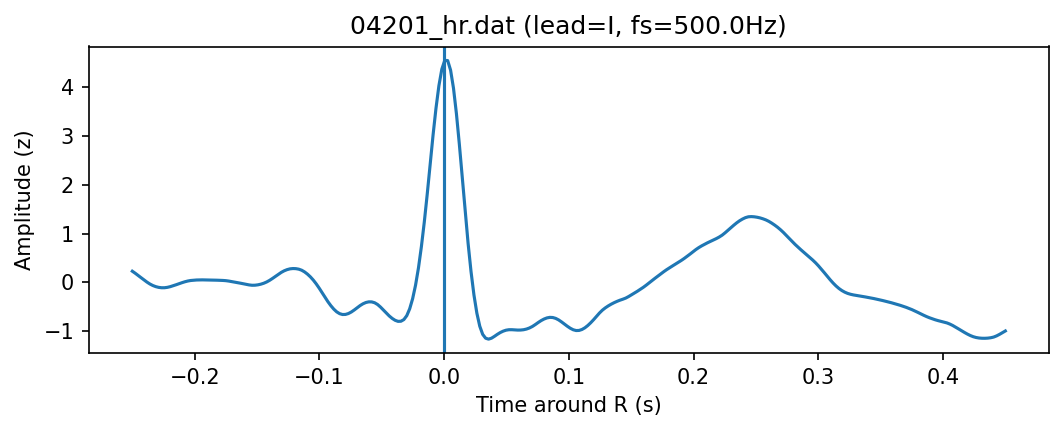 04201_hr.dat (lead=I, fs=500.0Hz)
Amplitude (z)
4
3
2
1
0
−1
−0.2 −0.1 0.0 0.1 0.2 0.3 0.4
Time around R (s)